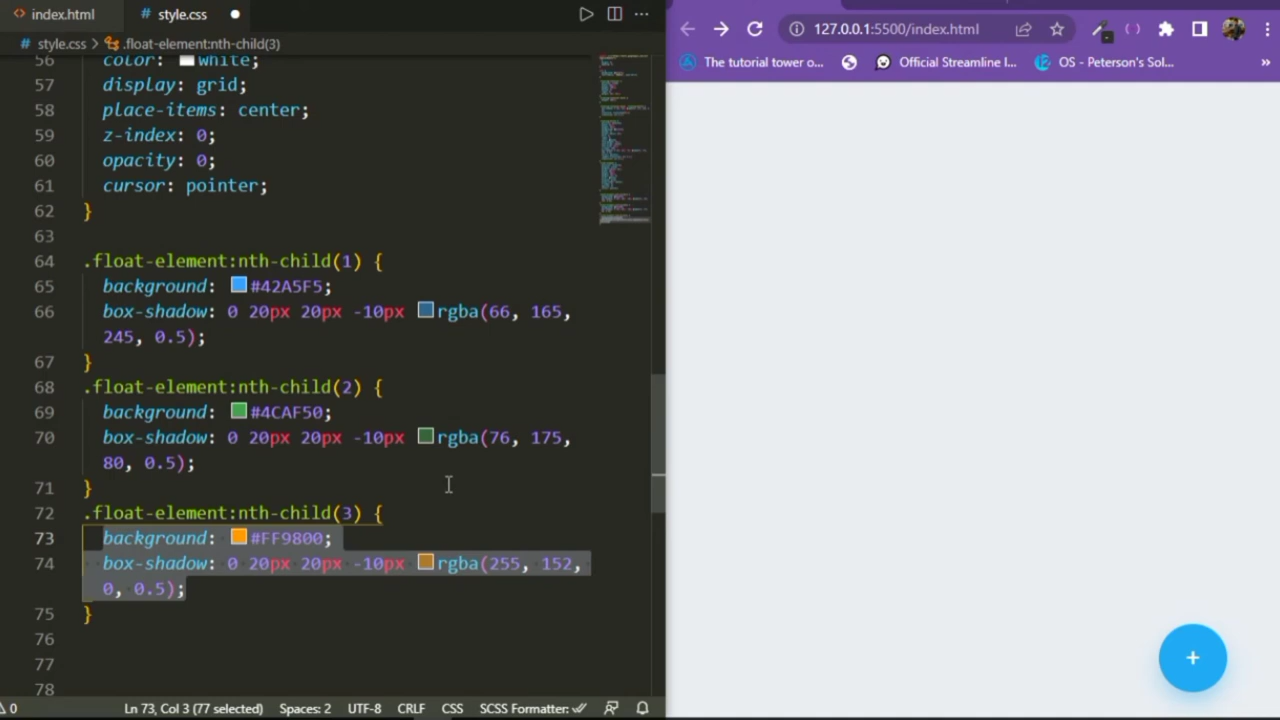 index.html
style.css
style.css > .float-element:nth-child(3)
56 color: white;
57 display: grid;
58 place-items: center;
59 z-index: 0;
60 opacity: 0;
61 cursor: pointer;
62 }
63
64 .float-element:nth-child(1) {
65 background: #42A5F5;
66 box-shadow: 0 20px 20px -10px rgba(66, 165,
245, 0.5);
67 }
68 .float-element:nth-child(2) {
69 background: #4CAF50;
70 box-shadow: 0 20px 20px -10px rgba(76, 175,
80, 0.5);
71 }
72 .float-element:nth-child(3) {
73 background: #FF9800;
74 box-shadow: 0 20px 20px -10px rgba(255, 152,
0, 0.5);
75 }
76
77
78
0 Ln 73, Col 3 (77 selected) Spaces: 2 UTF-8 CRLF CSS SCSS Formatter:
127.0.0.1:5500/index.html
The tutorial tower o... Official Streamline I... OS - Peterson's Sol... »
+